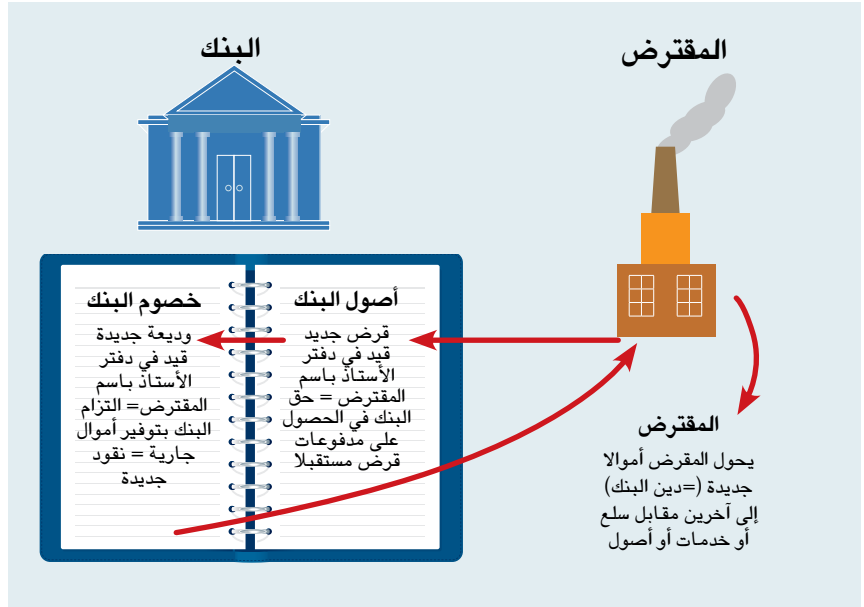 المقترض
البنك
أصول البنك
قرض جديد
قيد في دفتر
الأستاذ باسم
المقترض = حق
البنك في الحصول
على مدفوعات
قرض مستقبلا
خصوم البنك
وديعة جديدة
قيد في دفتر
الأستاذ باسم
المقترض= التزام
البنك بتوفير أموال
جارية = نقود
جديدة
المقترض
يحول المقرض أموالا
جديدة (=دين البنك)
إلى آخرين مقابل سلع
أو خدمات أو أصول